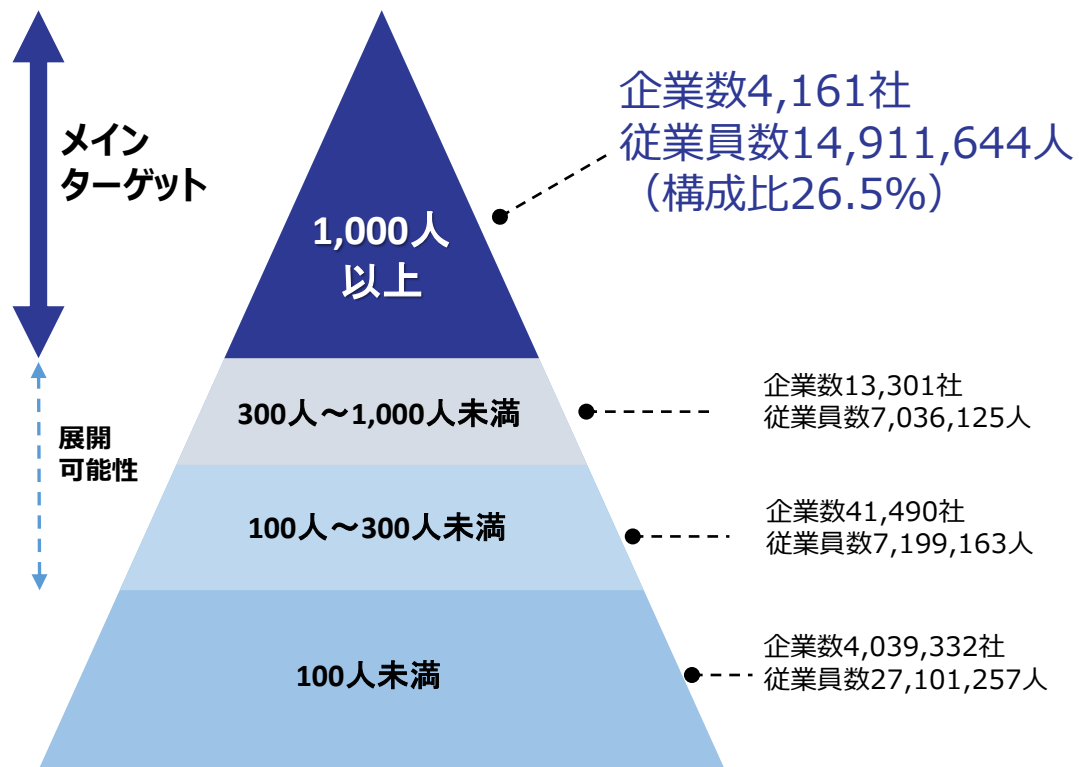 メイン
ターゲット
1,000人
以上
企業数4,161社
従業員数14,911,644人
（構成比26.5%）
展開
可能性
300人～1,000人未満
企業数13,301社
従業員数7,036,125人
100人～300人未満
企業数41,490社
従業員数7,199,163人
100人未満
企業数4,039,332社
従業員数27,101,257人